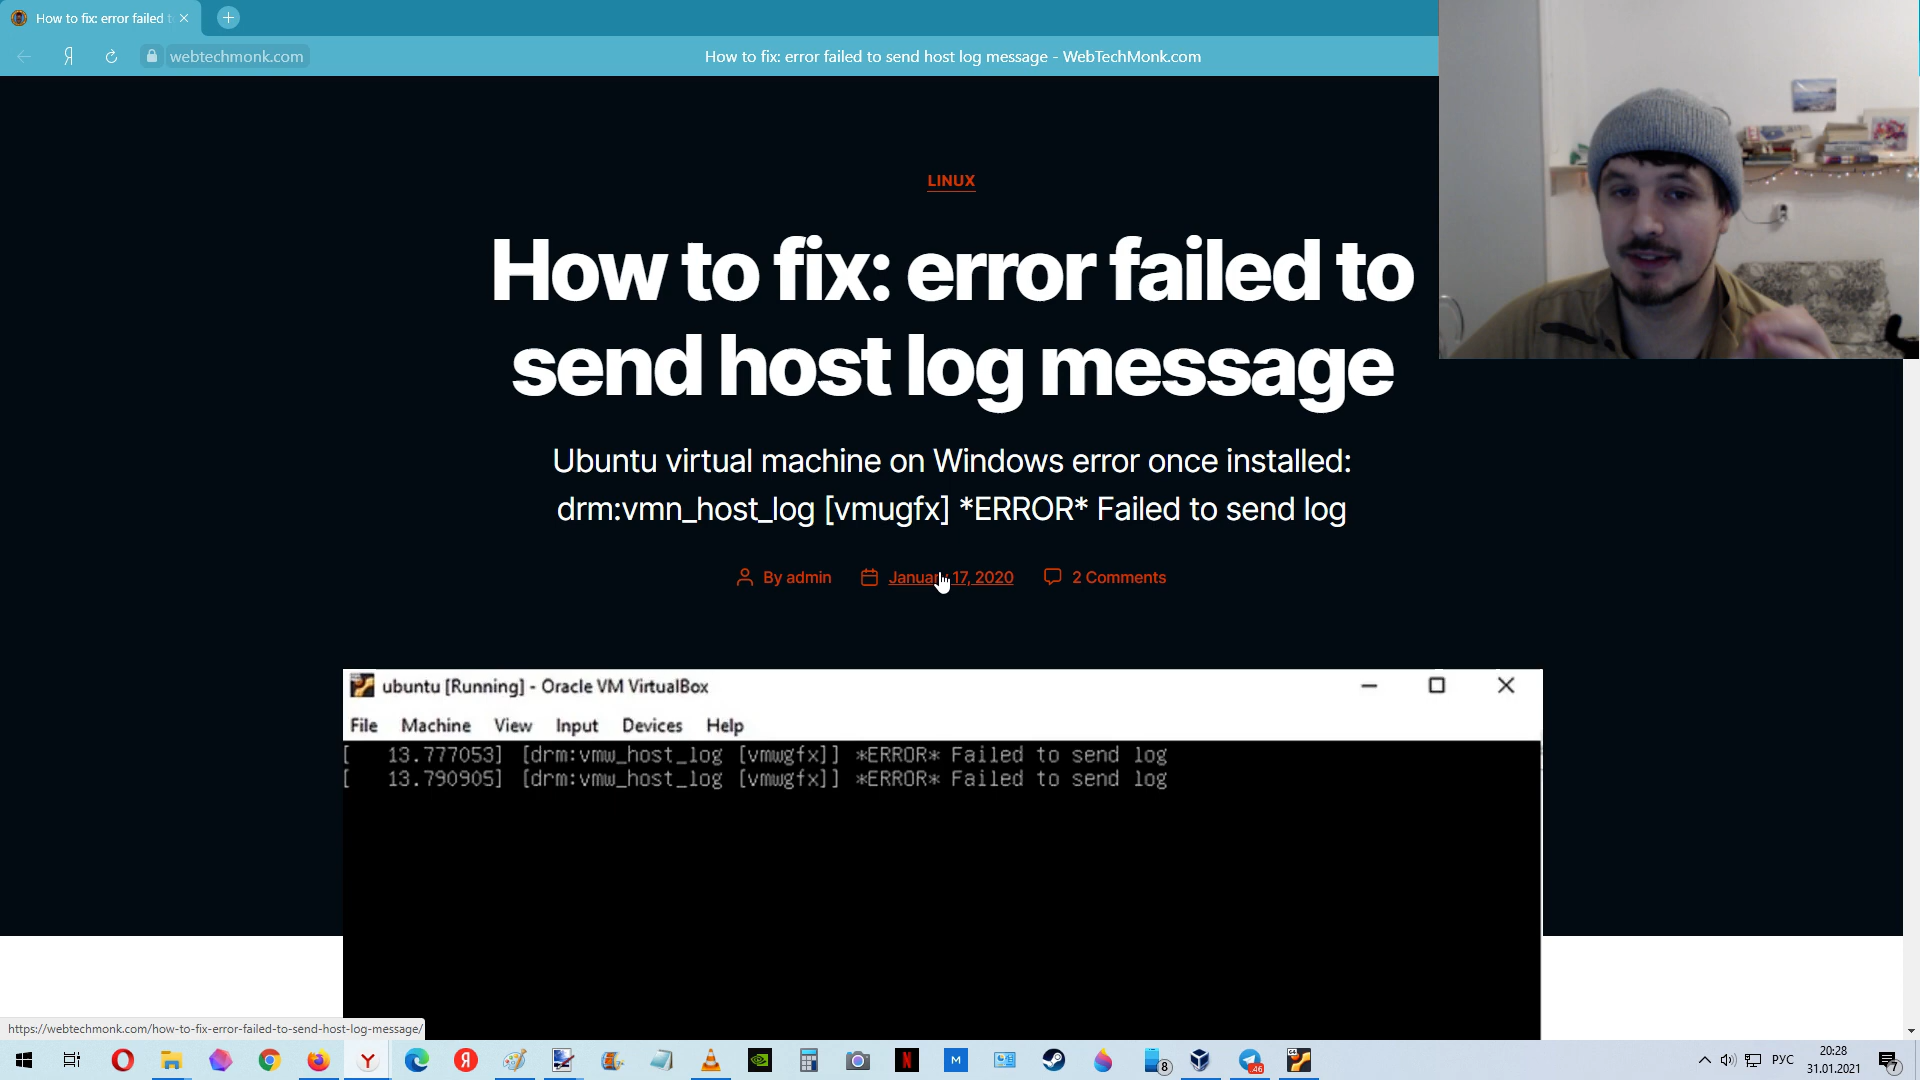 How to fix: error failed t
webtechmonk.com
How to fix: error failed to send host log message - WebTechMonk.com
LINUX
How to fix: error failed to
send host log message
Ubuntu virtual machine on Windows error once installed:
drm:vmn_host_log [vmugfx] *ERROR* Failed to send log
By admin
January 17, 2020
2 Comments
ubuntu [Running] - Oracle VM VirtualBox
File Machine View Input Devices Help
[ 13.777053] [drm:vmw_host_log [vmwgfx]] *ERROR* Failed to send log
[ 13.790905] [drm:vmw_host_log [vmwgfx]] *ERROR* Failed to send log
https://webtechmonk.com/how-to-fix-error-failed-to-send-host-log-message/
РУС
20:28
31.01.2021
7
8
46